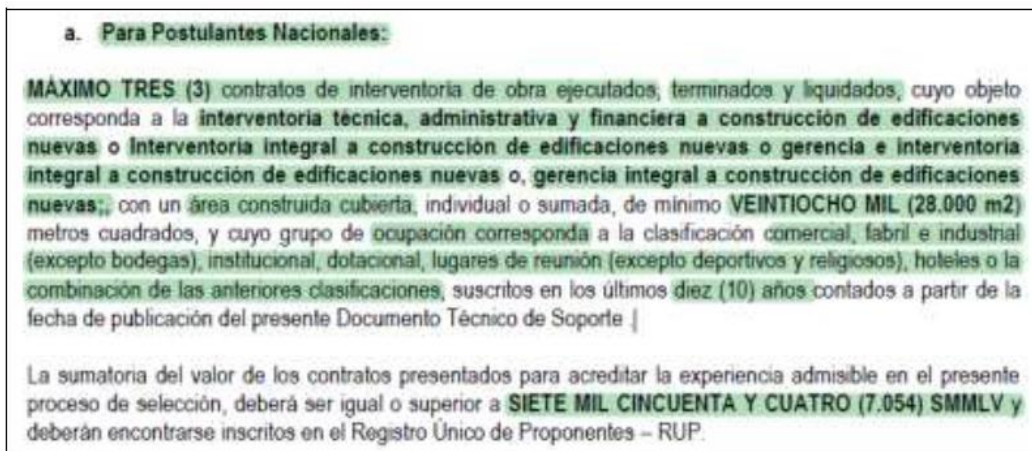 a. Para Postulantes Nacionales:
MÁXIMO TRES (3) contratos de interventoría de obra ejecutados, terminados y liquidados, cuyo objeto
corresponda a la interventoría técnica, administrativa y financiera a construcción de edificaciones
nuevas o Interventoría integral a construcción de edificaciones nuevas o gerencia e interventoría
integral a construcción de edificaciones nuevas o, gerencia integral a construcción de edificaciones
nuevas;, con un área construida cubierta, individual o sumada, de mínimo VEINTIOCHO MIL (28.000 m2)
metros cuadrados, y cuyo grupo de ocupación corresponda a la clasificación comercial, fabril e industrial
(excepto bodegas), institucional, dotacional, lugares de reunión (excepto deportivos y religiosos), hoteles o la
combinación de las anteriores clasificaciones, suscritos en los últimos diez (10) años contados a partir de la
fecha de publicación del presente Documento Técnico de Soporte .
La sumatoria del valor de los contratos presentados para acreditar la experiencia admisible en el presente
proceso de selección, deberá ser igual o superior a SIETE MIL CINCUENTA Y CUATRO (7.054) SMMLV y
deberán encontrarse inscritos en el Registro Único de Proponentes – RUP.